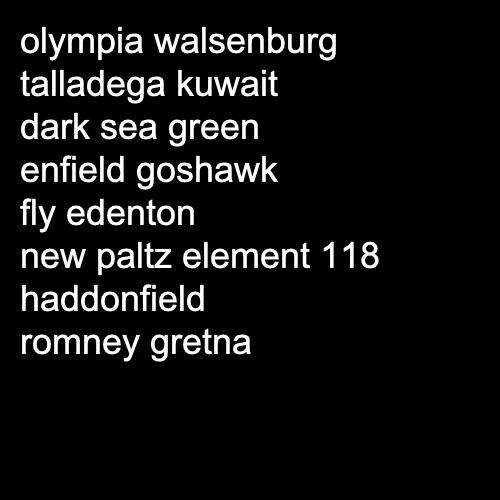 olympia walsenburg
talladega kuwait
dark sea green
enfield goshawk
fly edenton
new paltz element 118
haddonfield
romney gretna